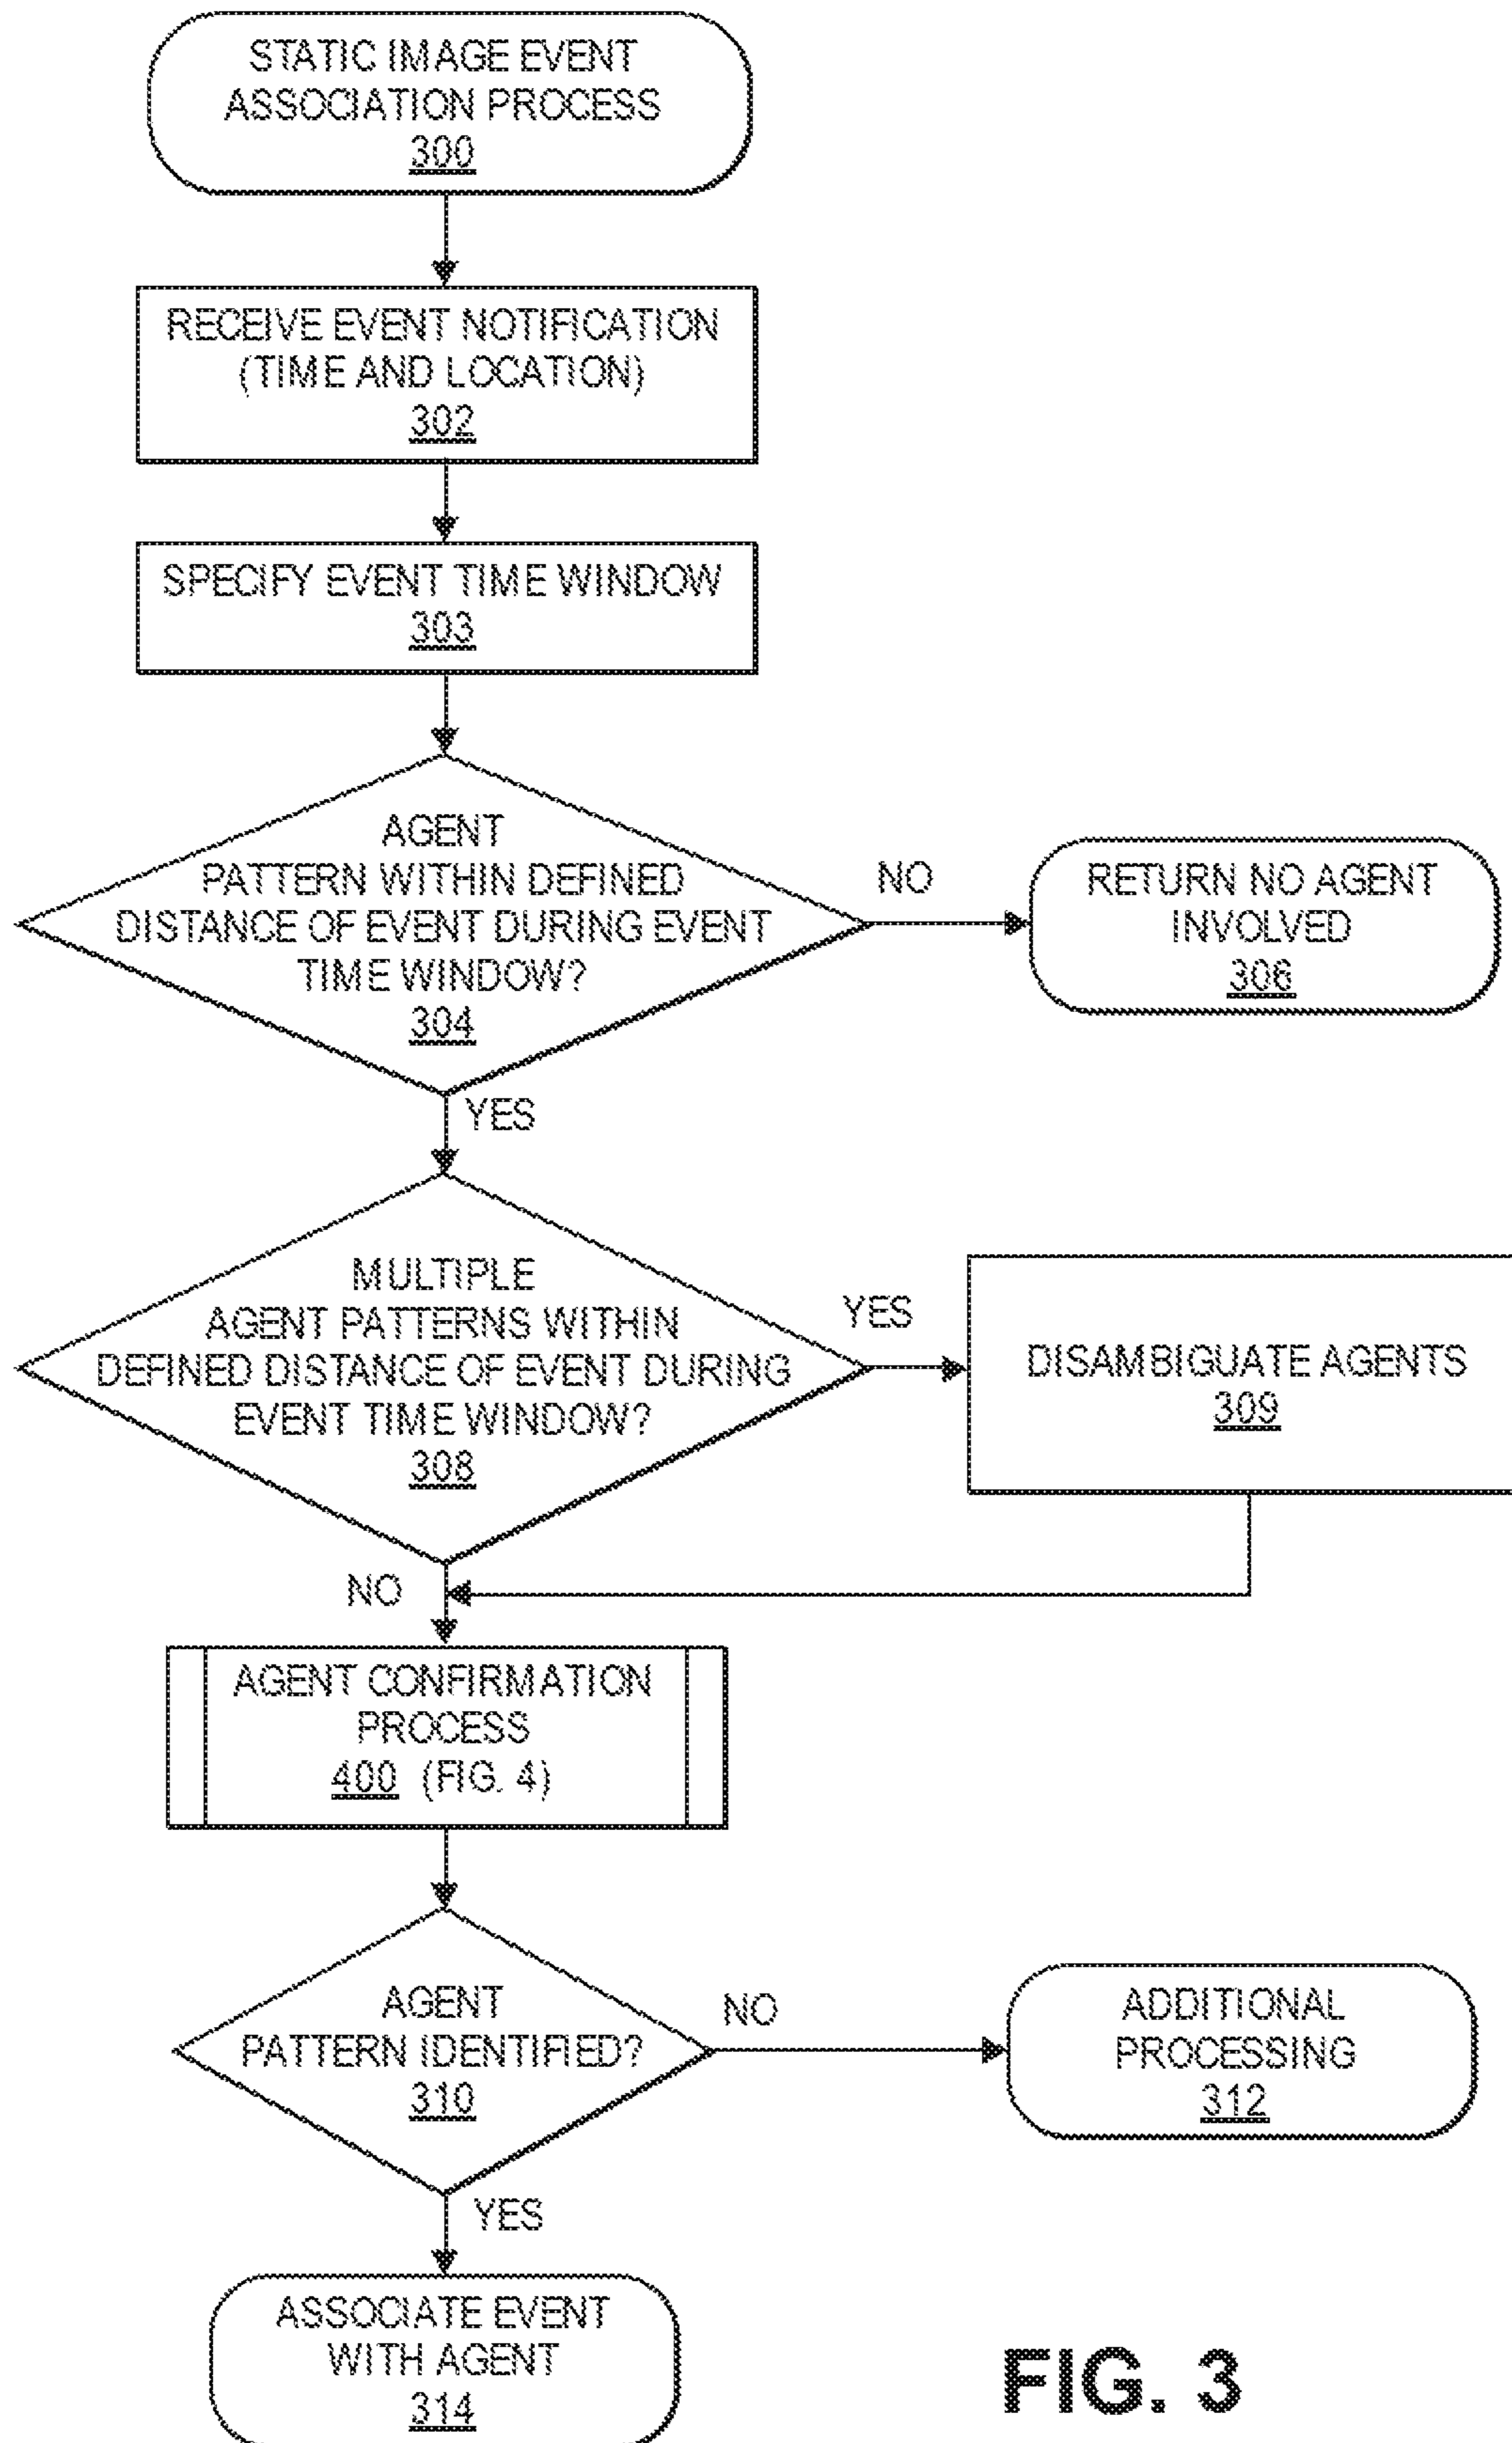 STATIC IMAGE EVENT
ASSOCIATION PROCESS
300
RECEIVE EVENT NOTIFICATION
(TIME AND LOCATION)
302
SPECIFY EVENT TIME WINDOW
303
AGENT
PATTERN WITHIN DEFINED
DISTANCE OF EVENT DURING EVENT
TIME WINDOW?
304
NO
RETURN NO AGENT
INVOLVED
306
YES
MULTIPLE
AGENT PATTERNS WITHIN
DEFINED DISTANCE OF EVENT DURING
EVENT TIME WINDOW?
308
YES
DISAMBIGUATE AGENTS
309
NO
AGENT CONFIRMATION
PROCESS
400 (FIG. 4)
AGENT
PATTERN IDENTIFIED?
310
NO
ADDITIONAL
PROCESSING
312
YES
ASSOCIATE EVENT
WITH AGENT
314
FIG. 3